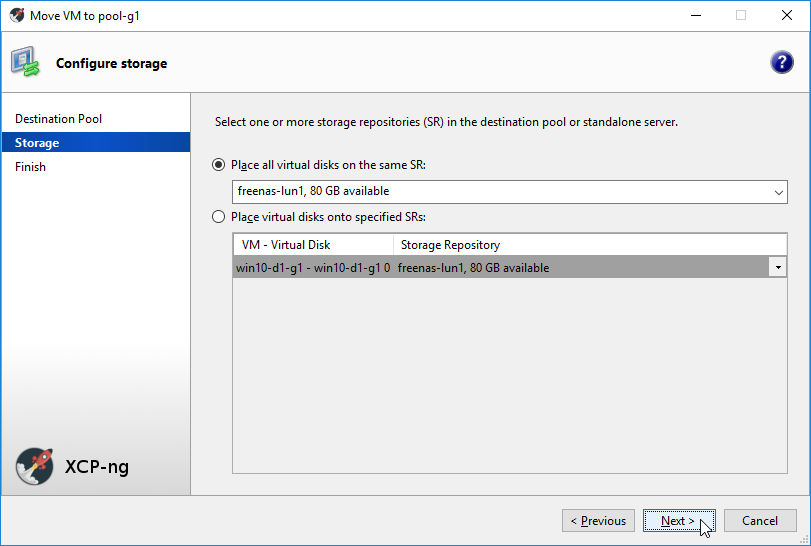 Move VM to pool-g1
Configure storage
?
Destination Pool
Storage
Finish
Select one or more storage repositories (SR) in the destination pool or standalone server.
Place all virtual disks on the same SR:
freenas-lun1, 80 GB available
Place virtual disks onto specified SRs:
VM - Virtual Disk Storage Repository
win10-d1-g1 - win10-d1-g1 0 freenas-lun1, 80 GB available
XCP-ng
< Previous Next > Cancel